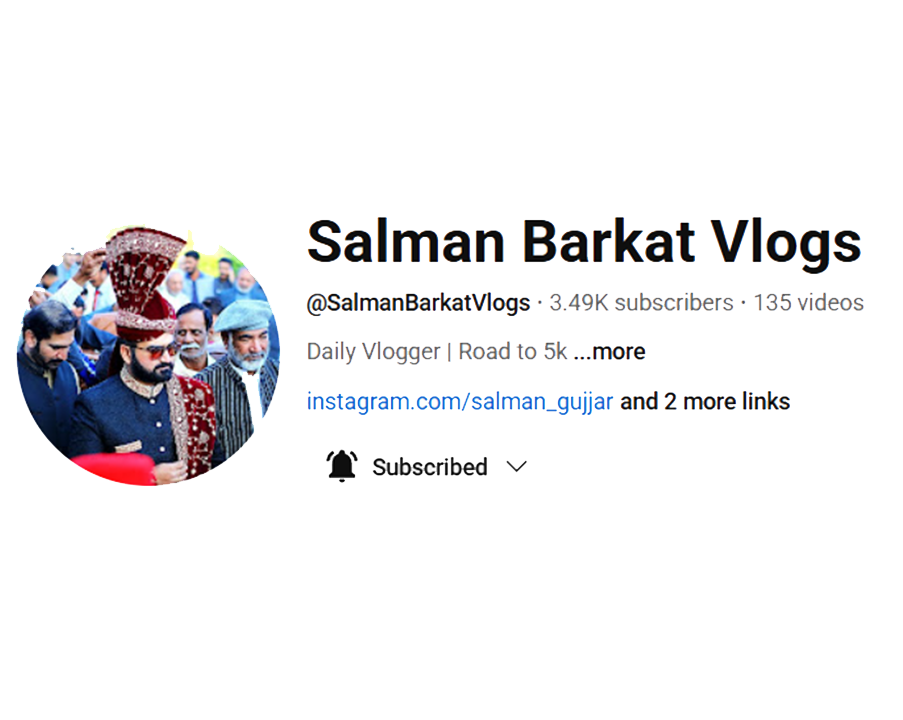 Salman Barkat Vlogs
@SalmanBarkatVlogs · 3.49K subscribers · 135 videos
Daily Vlogger | Road to 5k ...more
instagram.com/salman_gujjar and 2 more links
Subscribed